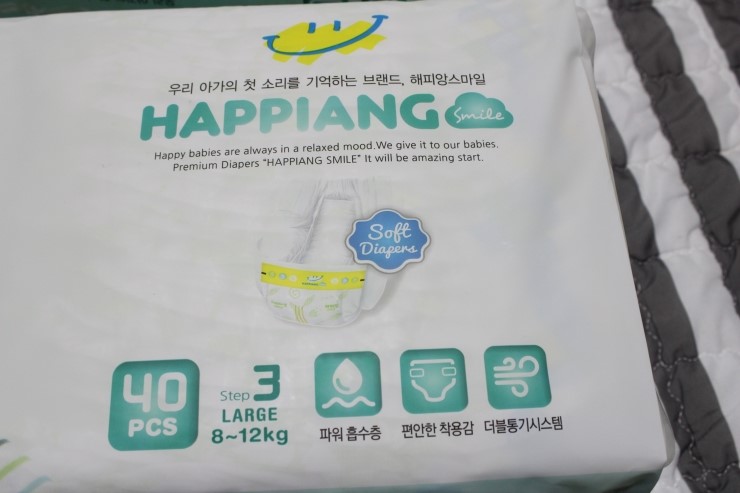 우리 아가의 첫 소리를 기억하는 브랜드, 해피앙스마일
HAPPIANG Smile
Happy babies are always in a relaxed mood.We give it to our babies.
Premium Diapers "HAPPIANG SMILE" It will be amazing start.
Soft
Diapers
HAPPIANG
40
PCS
Step 3
LARGE
8~12kg
파워 흡수층
편안한 착용감
더블통기시스템